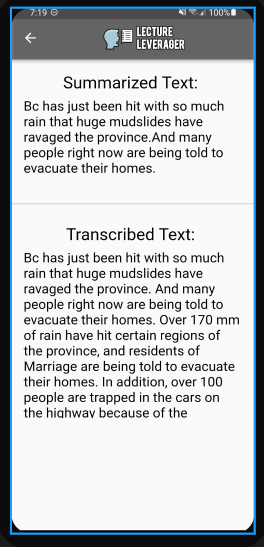 7:19 100%
LECTURE
LEVERAGER
Summarized Text:
Bc has just been hit with so much
rain that huge mudslides have
ravaged the province.And many
people right now are being told to
evacuate their homes.
Transcribed Text:
Bc has just been hit with so much
rain that huge mudslides have
ravaged the province. And many
people right now are being told to
evacuate their homes. Over 170 mm
of rain have hit certain regions of
the province, and residents of
Marriage are being told to evacuate
their homes. In addition, over 100
people are trapped in the cars on
the highway because of the